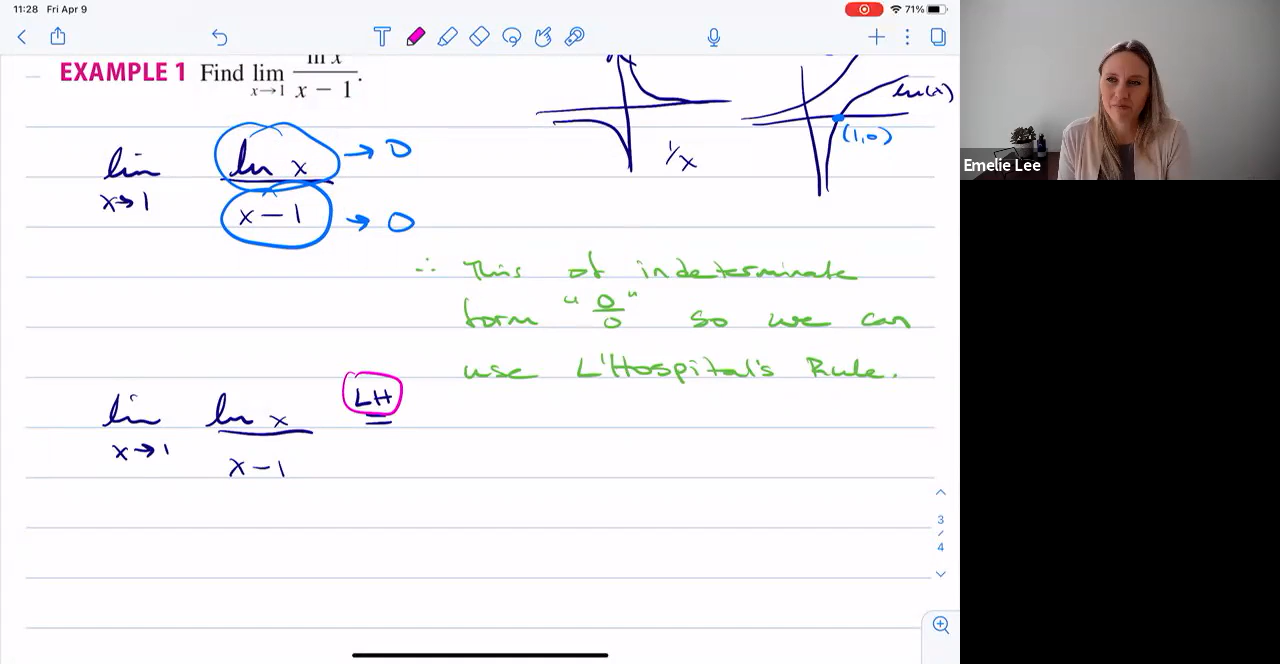 11:28 Fri Apr 9
71%
EXAMPLE 1 Find lim x→1 ln x / x − 1.
ln(x)
(1,0)
1/x
lim x→1 ln x / x − 1
→ 0
→ 0
∴ This of indeterminate
form "0/0" so we can
use L'Hospital's Rule.
lim x→1 ln x / x − 1 LH =
3 / 4
Emelie Lee